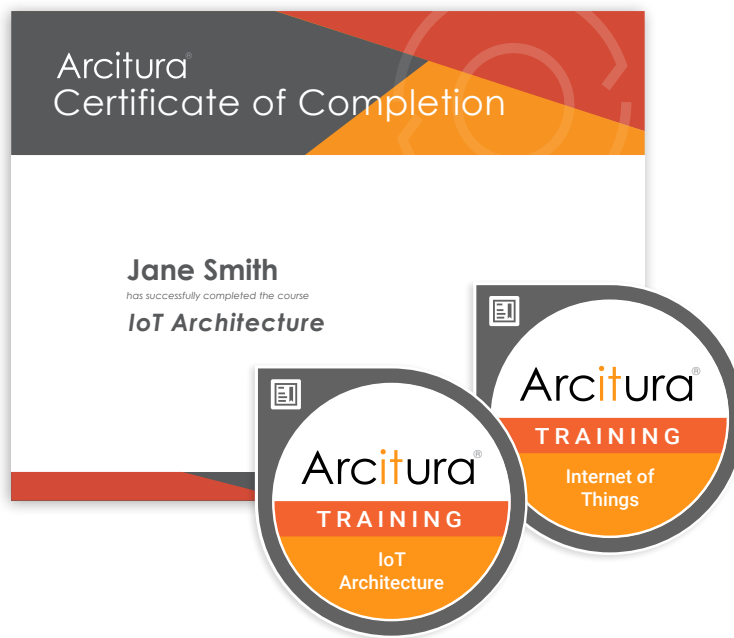 Arcitura®
Certificate of Completion
Jane Smith
has successfully completed the course
IoT Architecture
Arcitura®
TRAINING
Internet of
Things
Arcitura®
TRAINING
IoT
Architecture